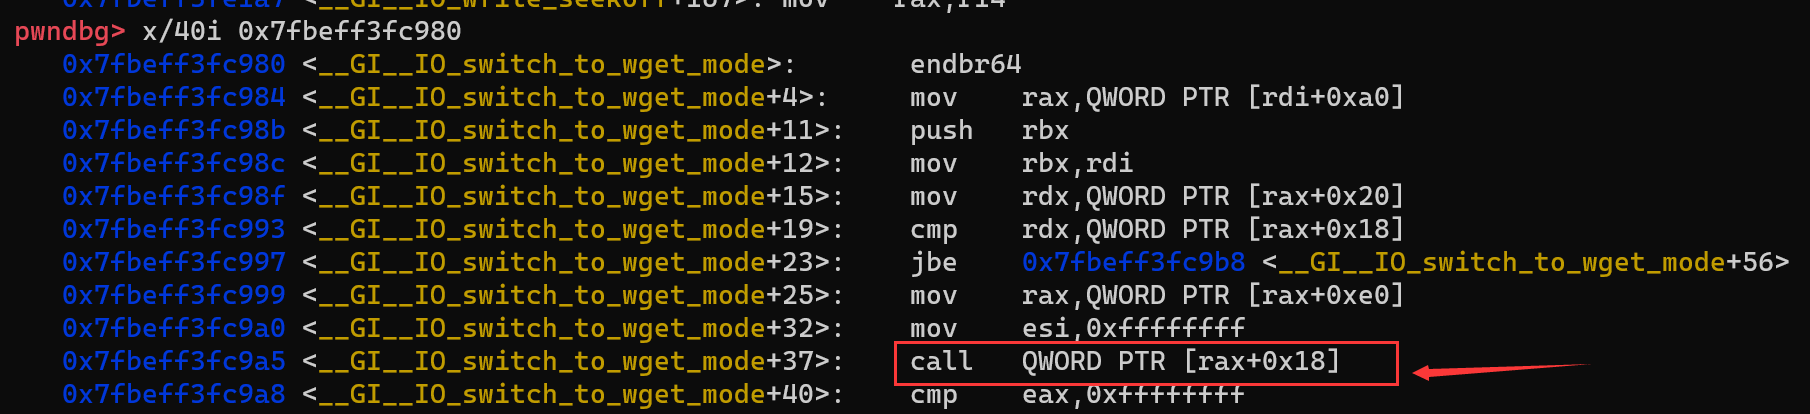 pwndbg> x/40i 0x7fbeff3fc980
0x7fbeff3fc980 <__GI__IO_switch_to_wget_mode>: endbr64
0x7fbeff3fc984 <__GI__IO_switch_to_wget_mode+4>: mov rax,QWORD PTR [rdi+0xa0]
0x7fbeff3fc98b <__GI__IO_switch_to_wget_mode+11>: push rbx
0x7fbeff3fc98c <__GI__IO_switch_to_wget_mode+12>: mov rbx,rdi
0x7fbeff3fc98f <__GI__IO_switch_to_wget_mode+15>: mov rdx,QWORD PTR [rax+0x20]
0x7fbeff3fc993 <__GI__IO_switch_to_wget_mode+19>: cmp rdx,QWORD PTR [rax+0x18]
0x7fbeff3fc997 <__GI__IO_switch_to_wget_mode+23>: jbe 0x7fbeff3fc9b8 <__GI__IO_switch_to_wget_mode+56>
0x7fbeff3fc999 <__GI__IO_switch_to_wget_mode+25>: mov rax,QWORD PTR [rax+0xe0]
0x7fbeff3fc9a0 <__GI__IO_switch_to_wget_mode+32>: mov esi,0xffffffff
0x7fbeff3fc9a5 <__GI__IO_switch_to_wget_mode+37>: call QWORD PTR [rax+0x18]
0x7fbeff3fc9a8 <__GI__IO_switch_to_wget_mode+40>: cmp eax,0xffffffff